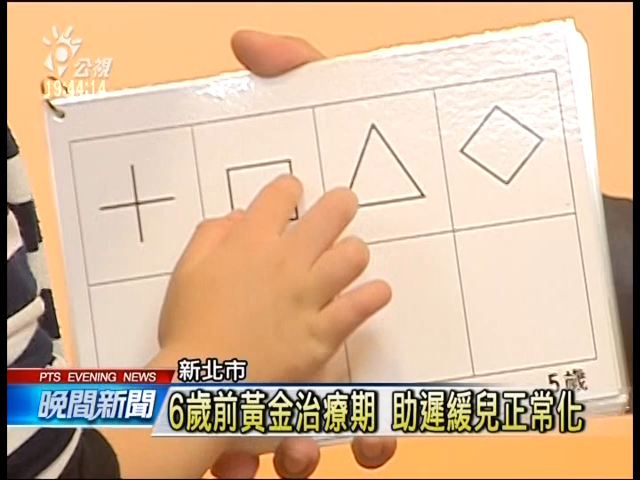 公視
19:44:14
5歲
新北市
PTS EVENING NEWS
晚間新聞
6歲前黃金治療期 助遲緩兒正常化